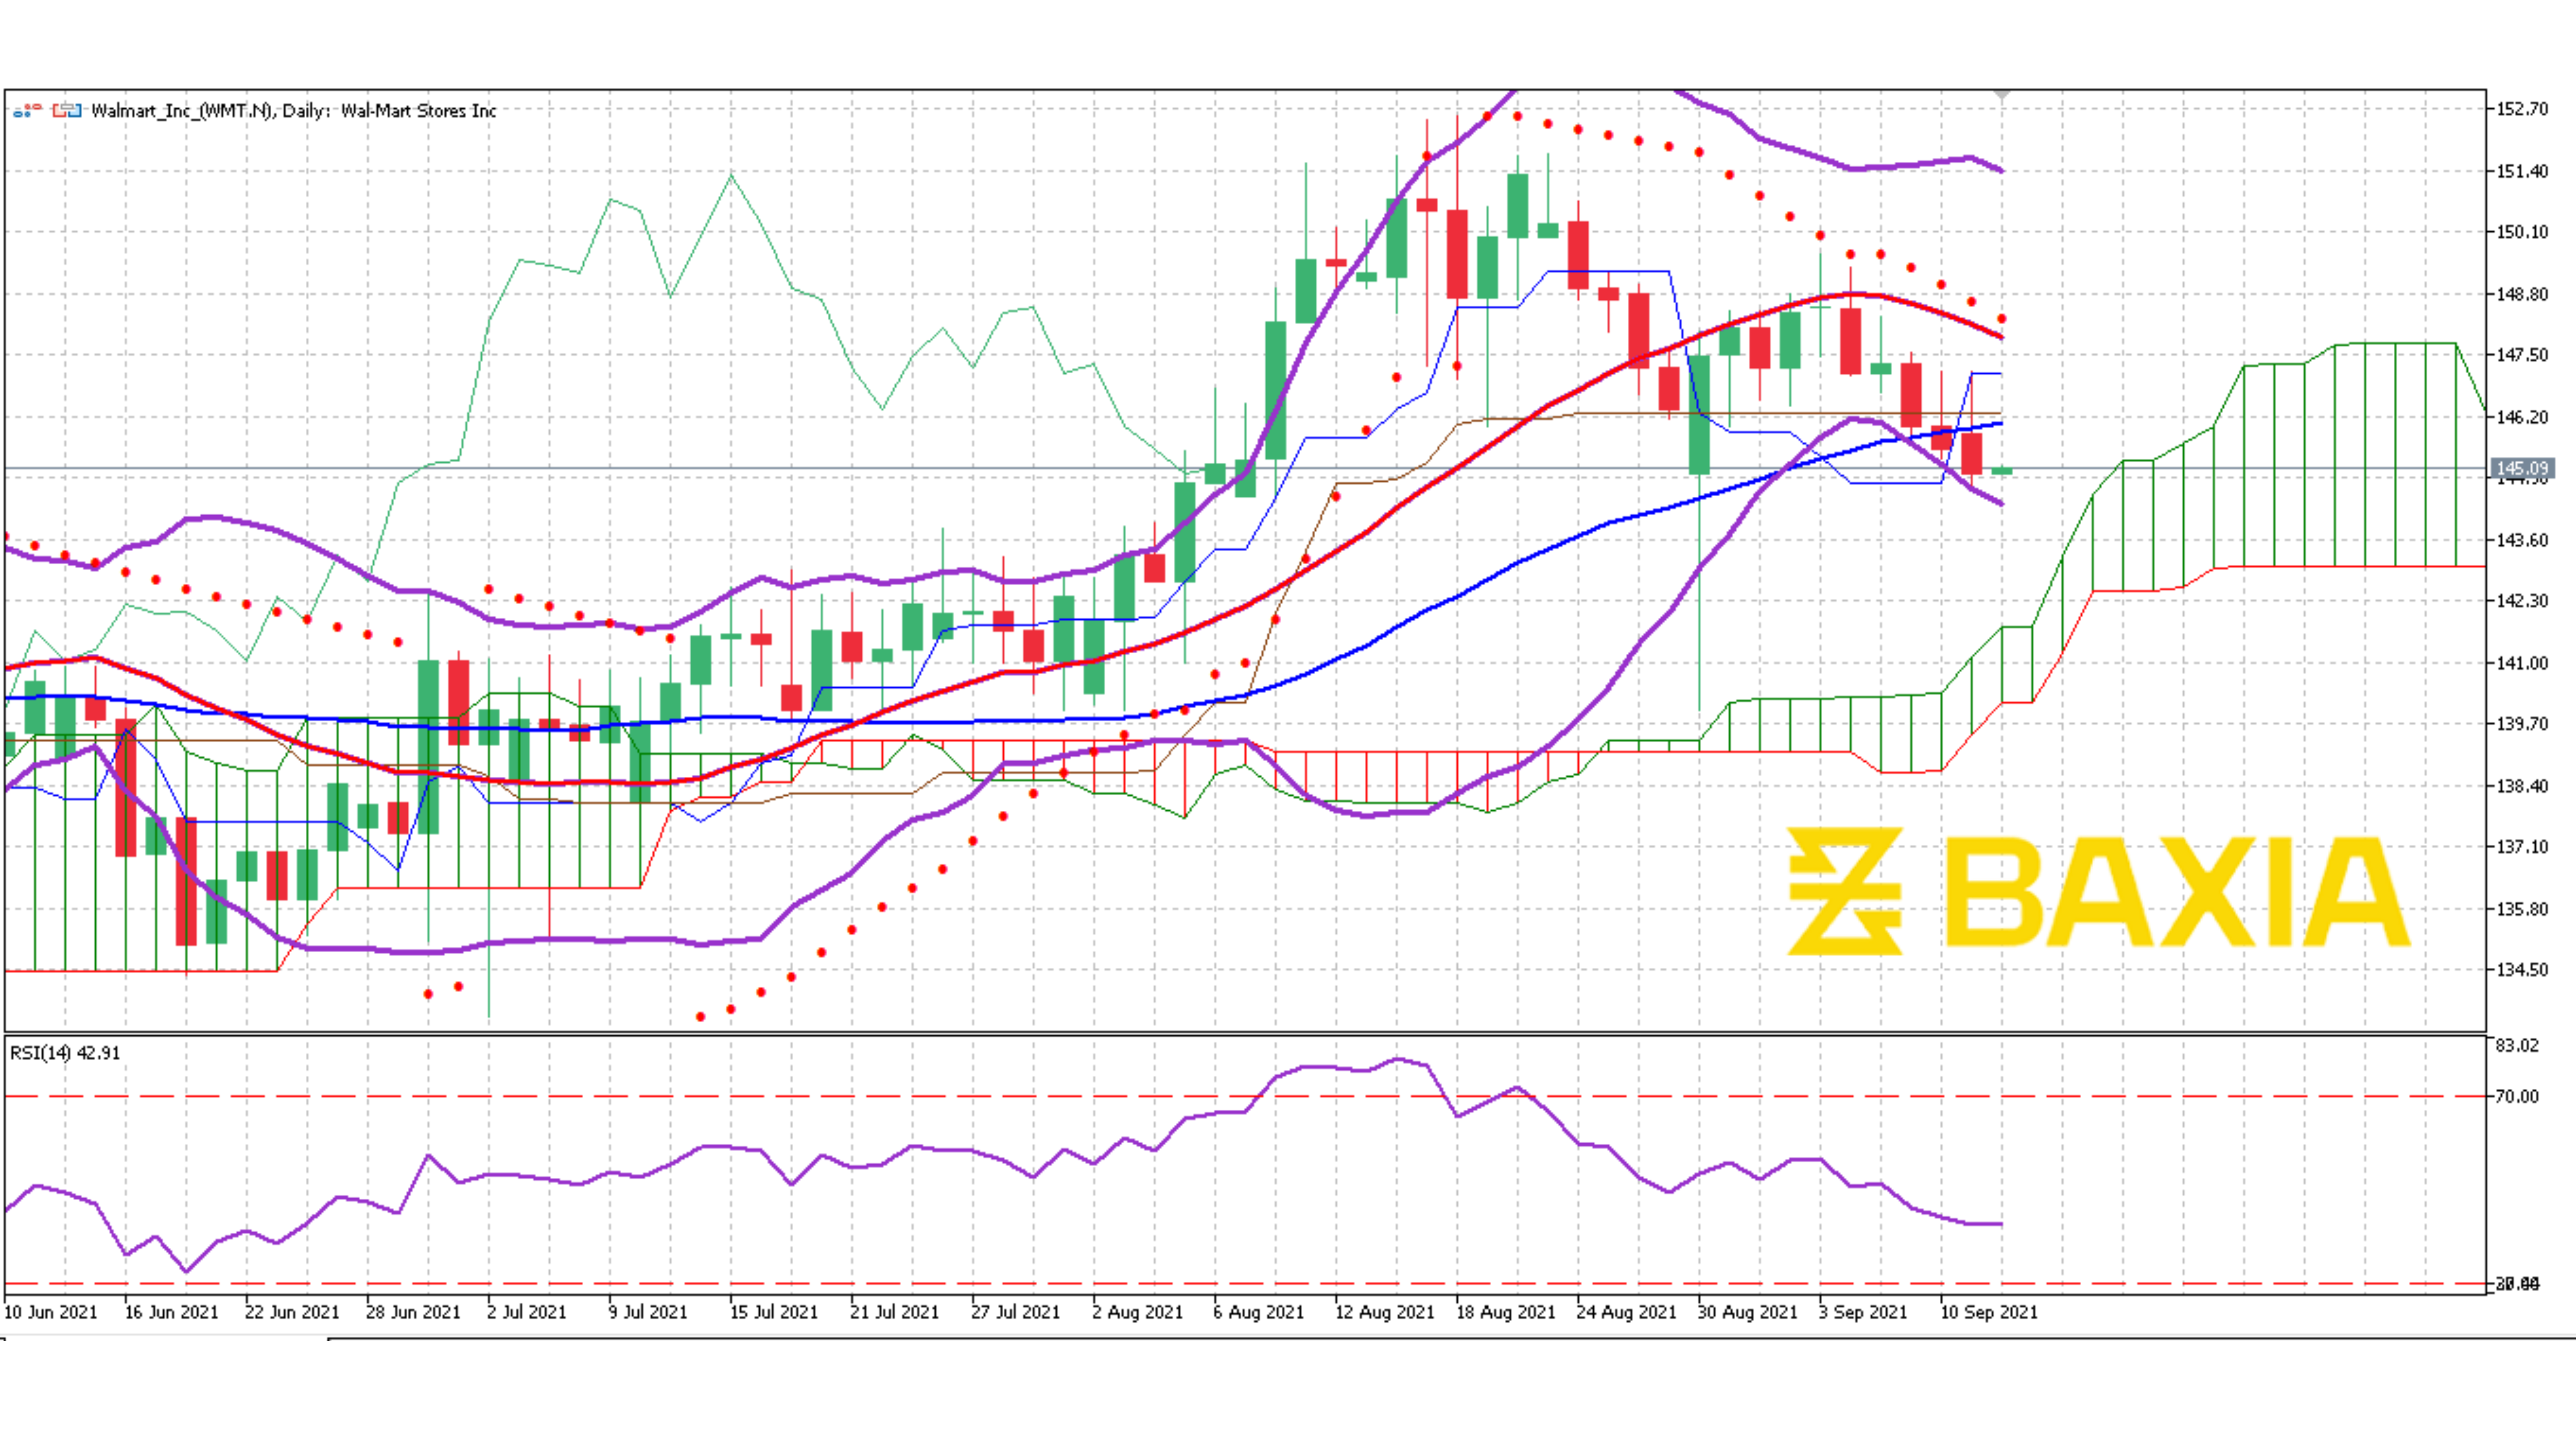 Walmart_Inc_(WMT.N), Daily: Wal-Mart Stores Inc
152.70
151.40
150.10
148.80
147.50
146.20
145.09
143.60
142.30
141.00
139.70
138.40
137.10
135.80
134.50
BAXIA
RSI(14) 42.91
83.02
70.00
10 Jun 2021
16 Jun 2021
22 Jun 2021
28 Jun 2021
2 Jul 2021
9 Jul 2021
15 Jul 2021
21 Jul 2021
27 Jul 2021
2 Aug 2021
6 Aug 2021
12 Aug 2021
18 Aug 2021
24 Aug 2021
30 Aug 2021
3 Sep 2021
10 Sep 2021